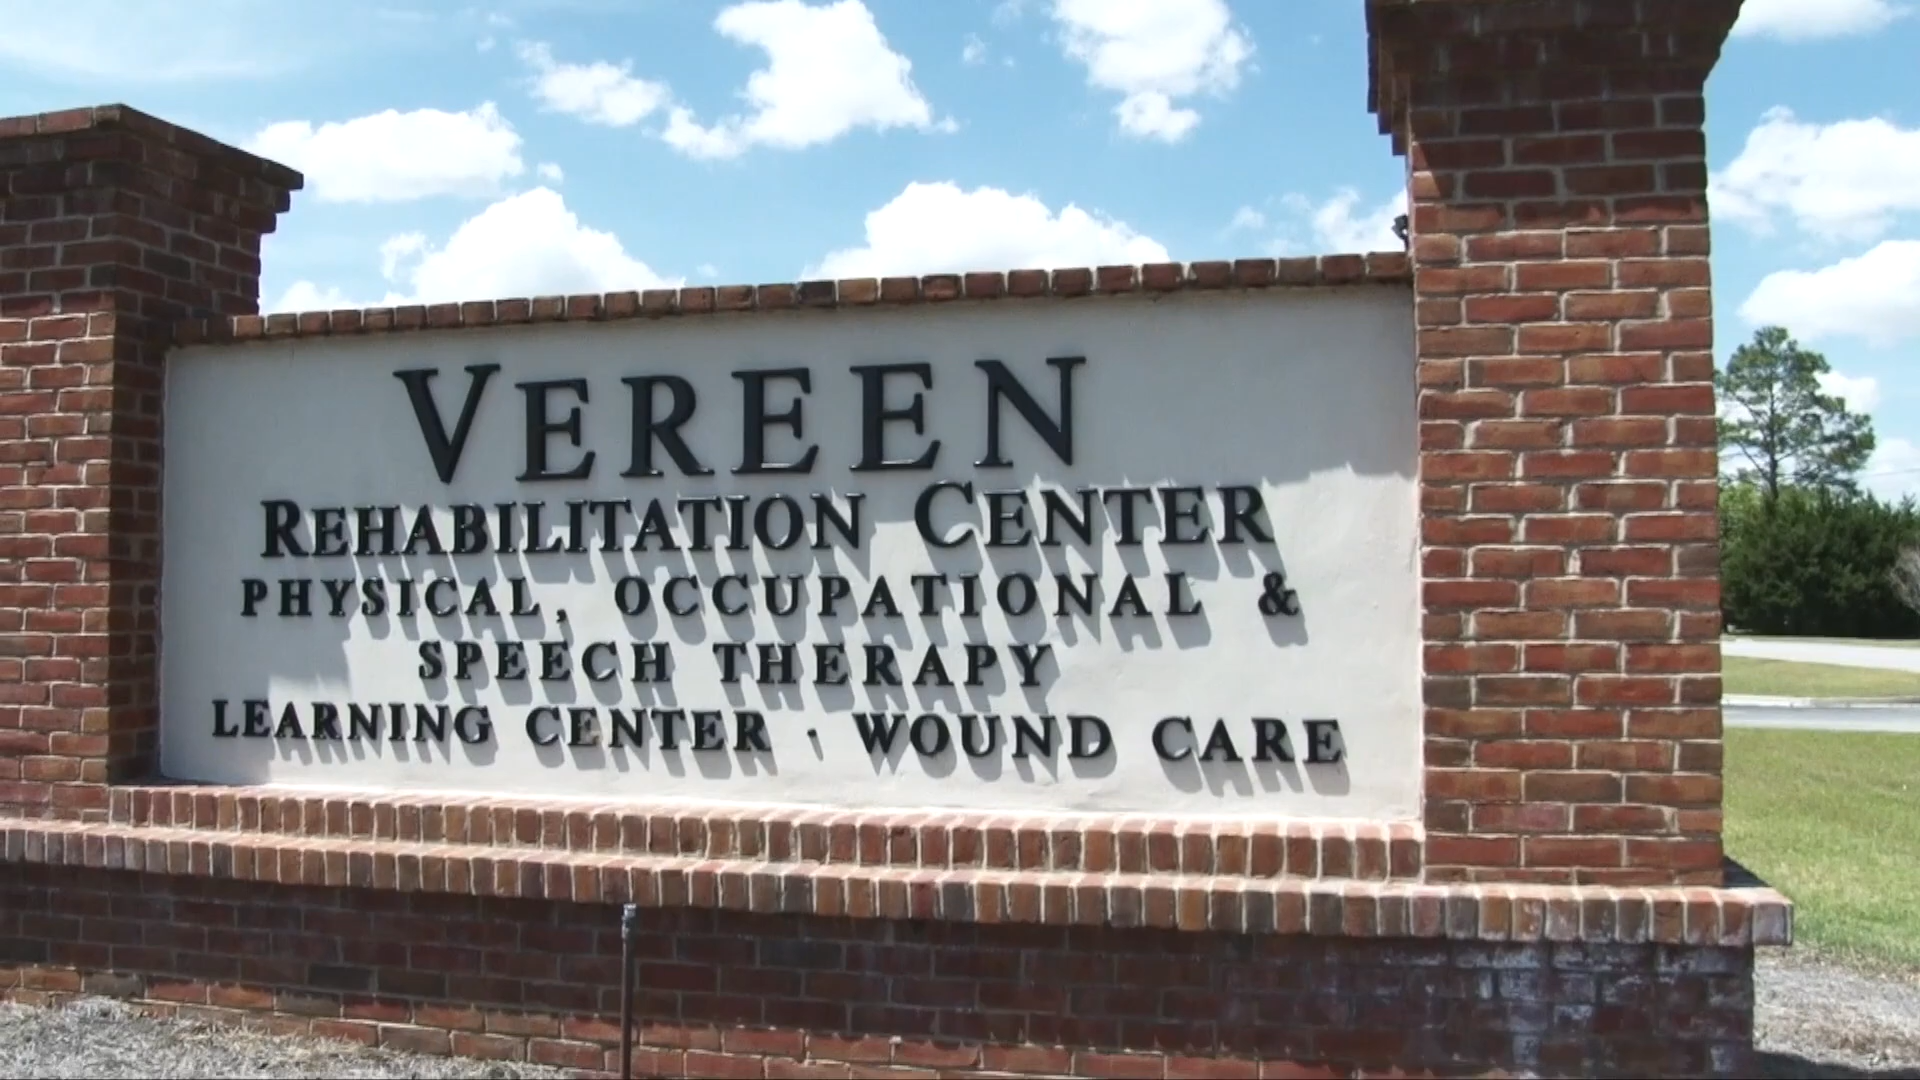 VEREEN
REHABILITATION CENTER
PHYSICAL, OCCUPATIONAL &
SPEECH THERAPY
LEARNING CENTER · WOUND CARE